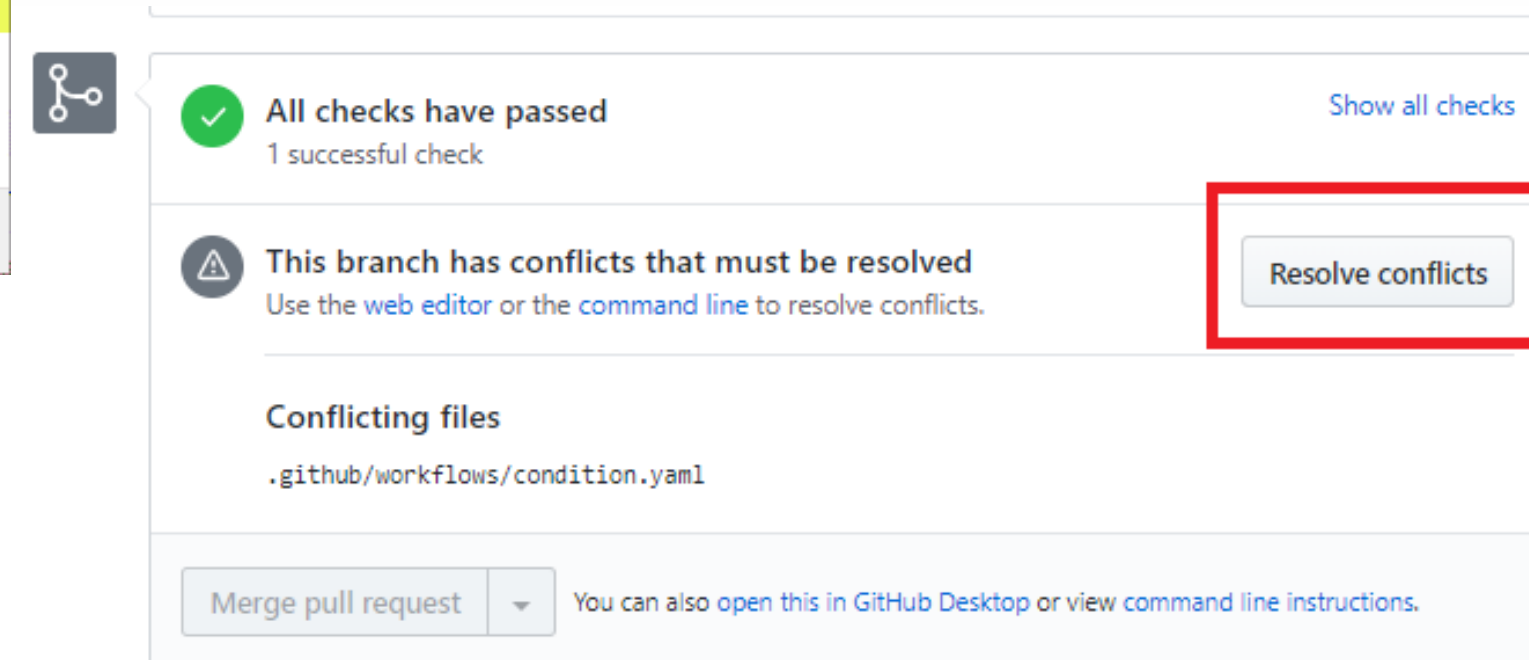 All checks have passed
Show all checks
1 successful check
This branch has conflicts that must be resolved
Resolve conflicts
Use the web editor or the command line to resolve conflicts.
Conflicting files
.github/workflows/condition.yaml
Merge pull request
You can also open this in GitHub Desktop or view command line instructions.